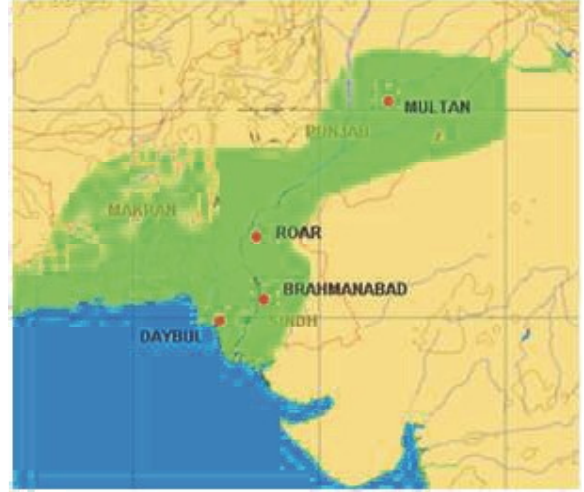 MULTAN
PUNJAB
MAKRAN
ROAR
BRAHMANABAD
SINDH
DAYBUL